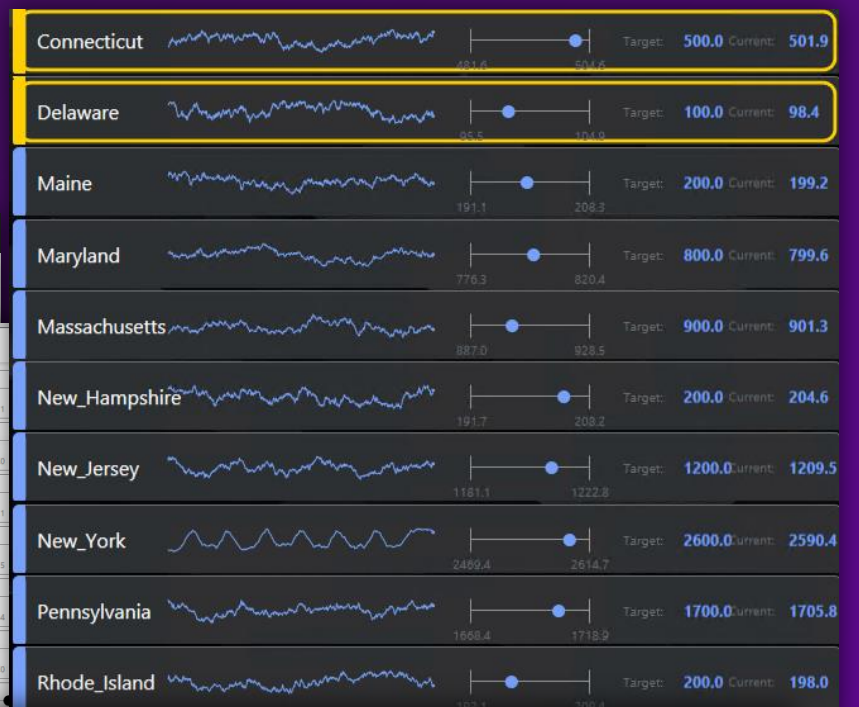 Connecticut 481.6 504.6 Target: 500.0 Current: 501.9
Delaware 95.5 104.9 Target: 100.0 Current: 98.4
Maine 191.1 208.3 Target: 200.0 Current: 199.2
Maryland 776.3 820.4 Target: 800.0 Current: 799.6
Massachusetts 887.0 928.5 Target: 900.0 Current: 901.3
New_Hampshire 191.7 208.2 Target: 200.0 Current: 204.6
New_Jersey 1181.1 1222.8 Target: 1200.0 Current: 1209.5
New_York 2469.4 2614.7 Target: 2600.0 Current: 2590.4
Pennsylvania 1668.4 1718.9 Target: 1700.0 Current: 1705.8
Rhode_Island Target: 200.0 Current: 198.0